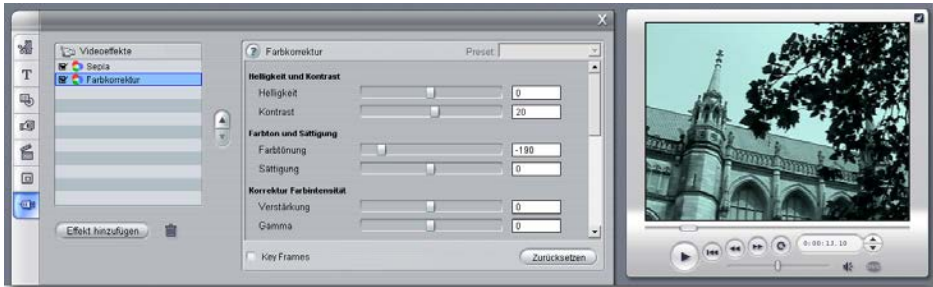 X
Videoeffekte
Sepia
Farbkorrektur
Effekt hinzufügen
? Farbkorrektur Preset
Helligkeit und Kontrast
Helligkeit 0
Kontrast 20
Farbton und Sättigung
Farbtönung -190
Sättigung 0
Korrektur Farbintensität
Verstärkung 0
Gamma 0
Key Frames Zurücksetzen
T
0:00:13.10